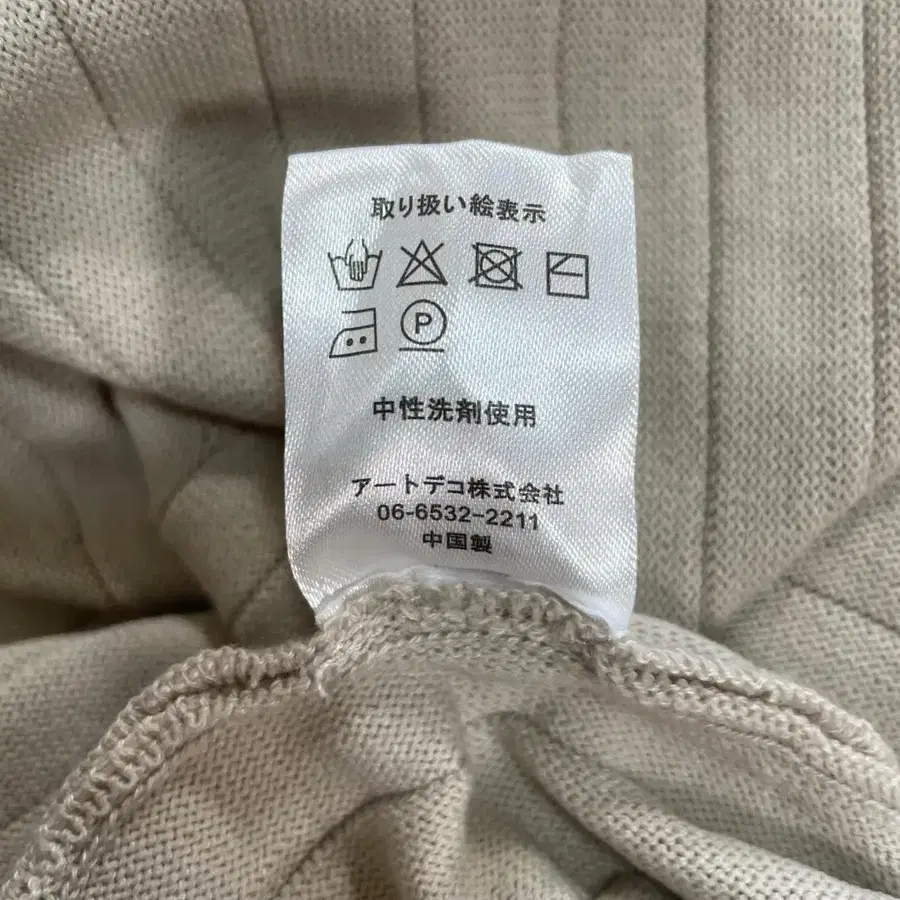 取り扱い絵表示
P
中性洗剤使用
アートデコ株式会社
06-6532-2211
中国製